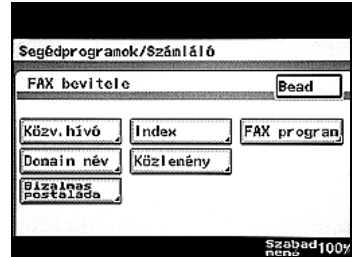 Segédprogramok/Számláló
FAX bevitele
Bead
Közv.hívó
Index
FAX program
Domain név
Közlemény
Bizalmas
postaláda
Szabad
memó 100%